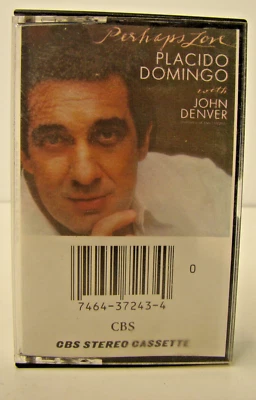 Perhaps Love
PLACIDO
DOMINGO
with
JOHN
DENVER
0
7464-37243-4
CBS
CBS STEREO CASSETTE